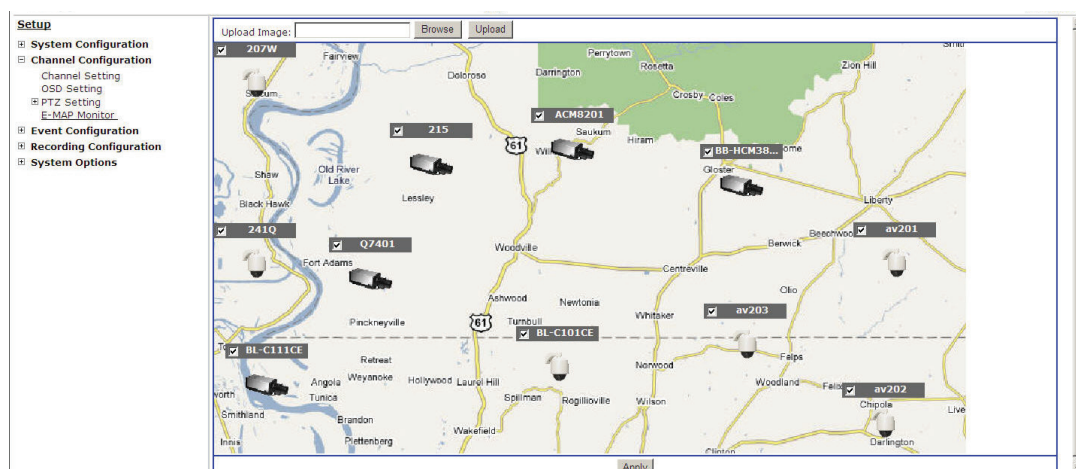 Setup
System Configuration
Channel Configuration
Channel Setting
OSD Setting
PTZ Setting
E-MAP Monitor
Event Configuration
Recording Configuration
System Options
Upload Image: Browse Upload
207W
Fairview
Perrytown
Doloroso
Darrington
Rosetta
Zion Hill
Crosby Coles
215
ACM8201
Saukum
Hiram
61
BB-HCM38...
Gloster
Shaw
Old River
Lake
Black Hawk
Lessley
Liberty
241Q
Q7401
Woodville
Berwick
av201
Fort Adams
Centreville
Olio
Ashwood
Newtonia
Whitaker
av203
Pinckneyville
61
Turnbull
BL-C101CE
BL-C111CE
Retreat
Norwood
Felps
Angola
Weyanoke
Hollywood
Laurel Hill
Woodland
av202
Tunica
Spillman
Rogillioville
Wilson
Chipola
Smithland
Brandon
Wakefield
Innis
Plettenberg
Clinton
Darlington
Apply